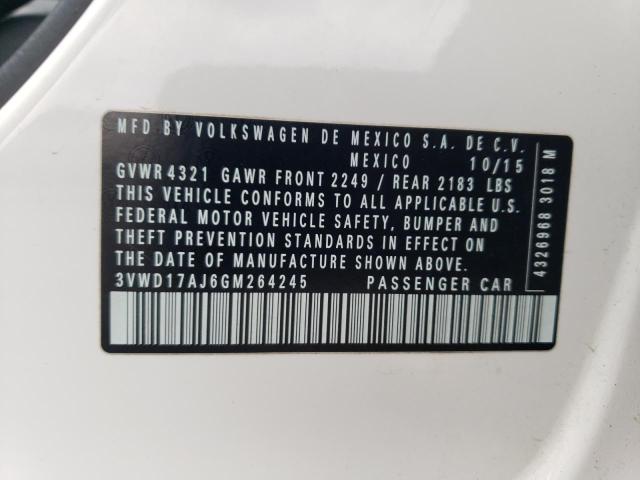 MFD BY VOLKSWAGEN DE MEXICO S.A. DE C.V.
MEXICO 10/15
GVWR 4321 GAWR FRONT 2249 / REAR 2183 LBS
THIS VEHICLE CONFORMS TO ALL APPLICABLE U.S.
FEDERAL MOTOR VEHICLE SAFETY, BUMPER AND
THEFT PREVENTION STANDARDS IN EFFECT ON
THE DATE OF MANUFACTURE SHOWN ABOVE.
3VWD17AJ6GM264245 PASSENGER CAR
4326968 3018 M